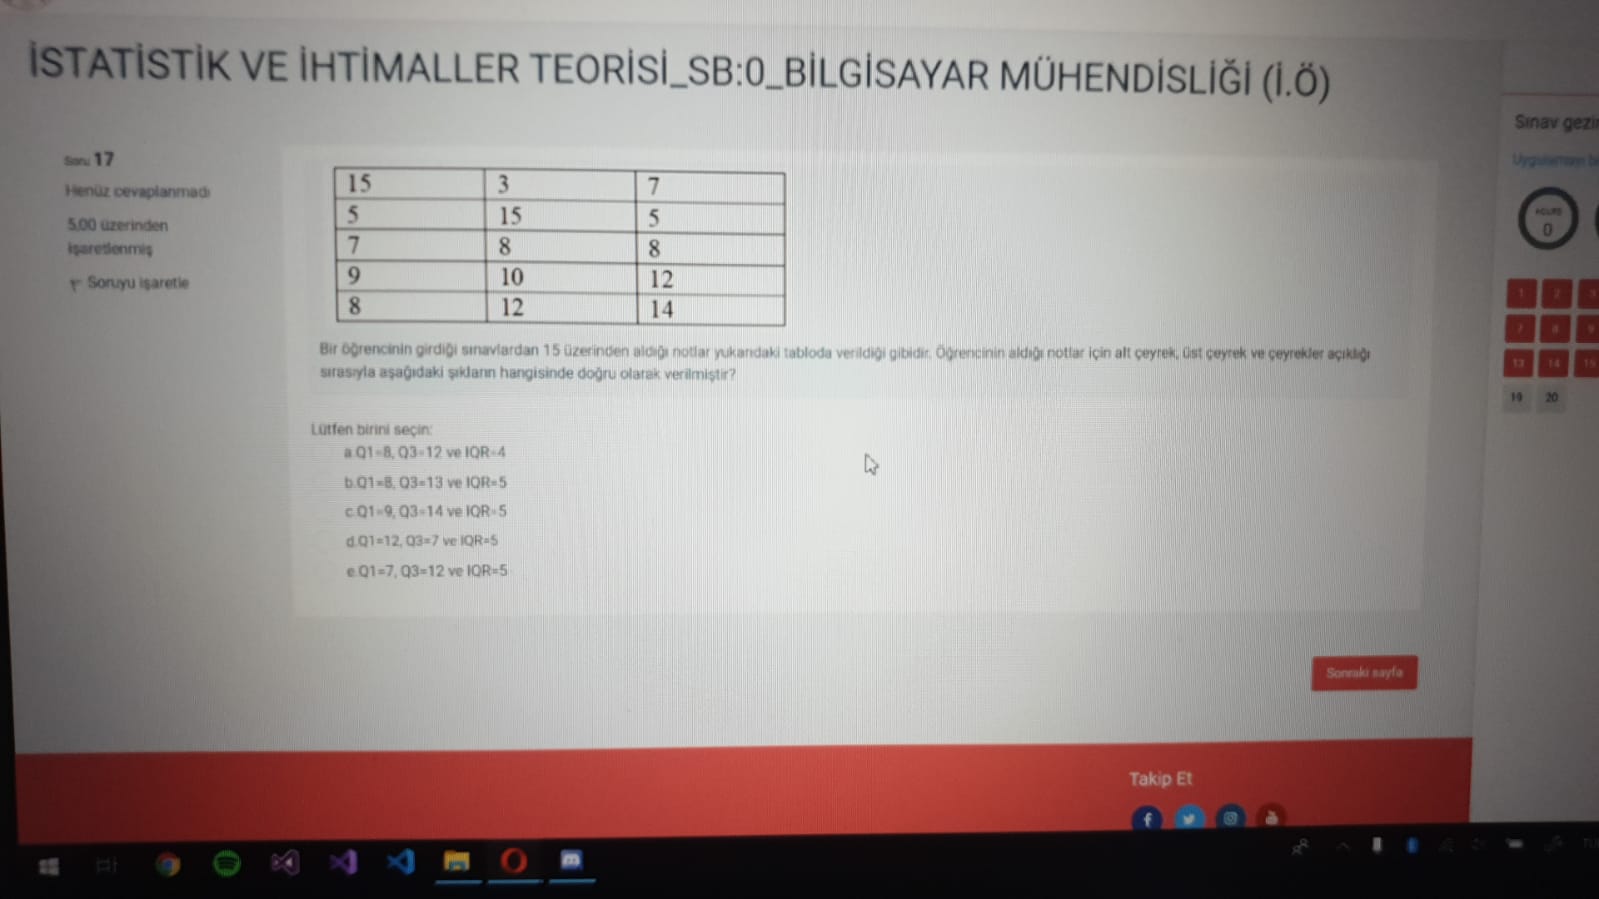 İSTATİSTİK VE İHTİMALLER TEORİSİ_SB:0_BİLGİSAYAR MÜHENDİSLİĞİ (İ.Ö)
Sınav
Soru 17
Henüz cevaplanmadı
5,00 üzerinden
işaretlenmiş
Soruyu işaretle
15 3 7
5 15 5
7 8 8
9 10 12
8 12 14
Bir öğrencinin girdiği sınavlardan 15 üzerinden aldığı notlar yukarıdaki tabloda verildiği gibidir. Öğrencinin aldığı notlar için alt çeyrek, üst çeyrek ve çeyrekler açıklığı
sırasıyla aşağıdaki şıkların hangisinde doğru olarak verilmiştir?
Lütfen birini seçin:
a.Q1=8, Q3=12 ve IQR=4
b.Q1=8, Q3=13 ve IQR=5
c.Q1=9, Q3=14 ve IQR=5
d.Q1=12, Q3=7 ve IQR=5
e.Q1=7, Q3=12 ve IQR=5
HOURS
0
1 2 3
7 8 9
13 14 15
19 20
Sonraki sayfa
Takip Et